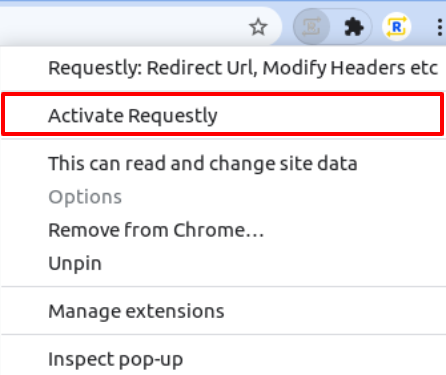 R
Requestly: Redirect Url, Modify Headers etc
Activate Requestly
This can read and change site data
Options
Remove from Chrome...
Unpin
Manage extensions
Inspect pop-up